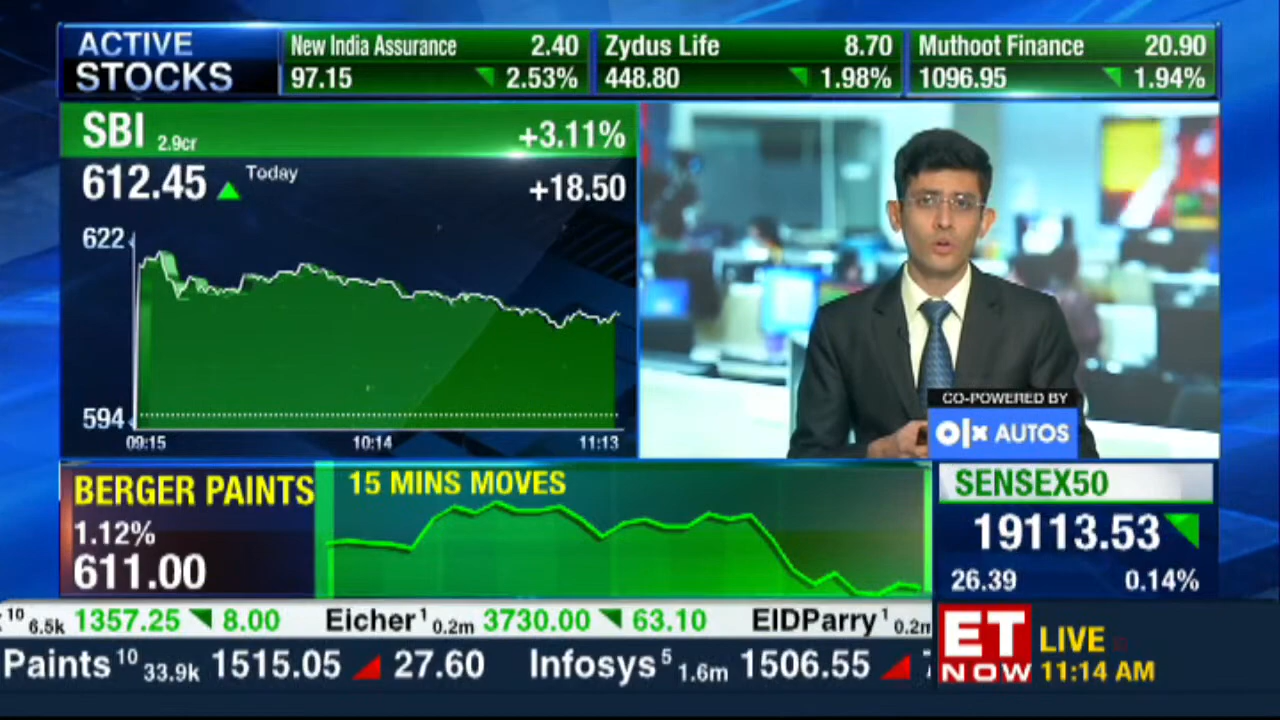 ACTIVE
STOCKS
New India Assurance 2.40
97.15 2.53%
Zydus Life 8.70
448.80 1.98%
Muthoot Finance 20.90
1096.95 1.94%
SBI 2.9cr +3.11%
612.45 Today +18.50
622
594
09:15 10:14 11:13
CO-POWERED BY
olx AUTOS
BERGER PAINTS
1.12%
611.00
15 MINS MOVES
SENSEX50
19113.53
26.39 0.14%
10 6.5k 1357.25 8.00 Eicher 1 0.2m 3730.00 63.10 EIDParry 1 0.2m
Paints 10 33.9k 1515.05 27.60 Infosys 5 1.6m 1506.55
ET
NOW
LIVE
11:14 AM